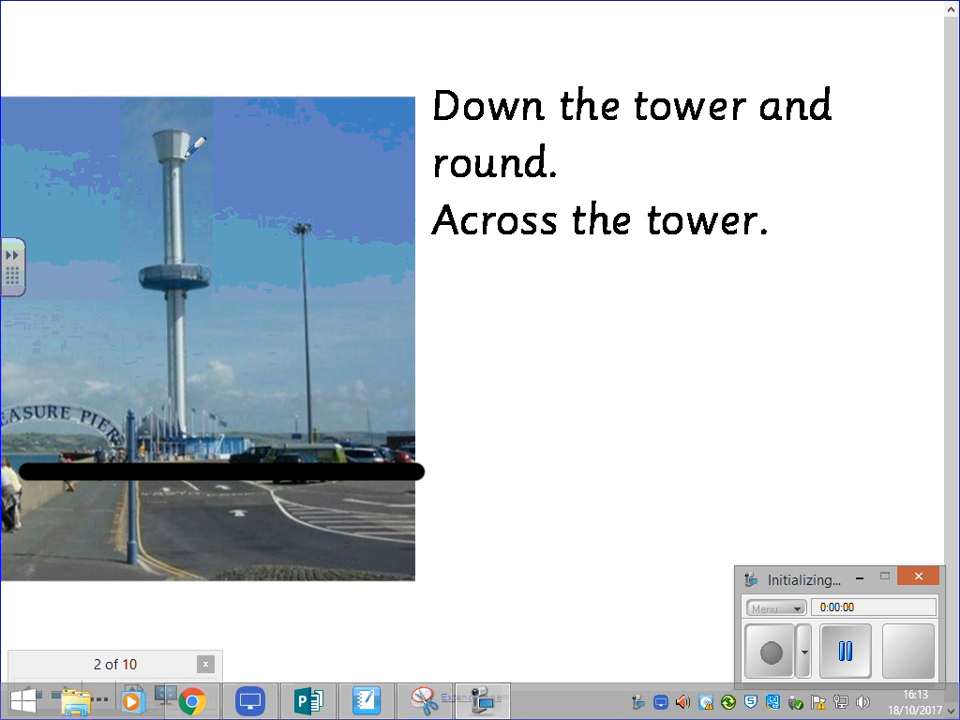 Down the tower and
round.
Across the tower.
EASURE PIER
Initializing...
Menu
0:00:00
2 of 10
16:13
18/10/2017